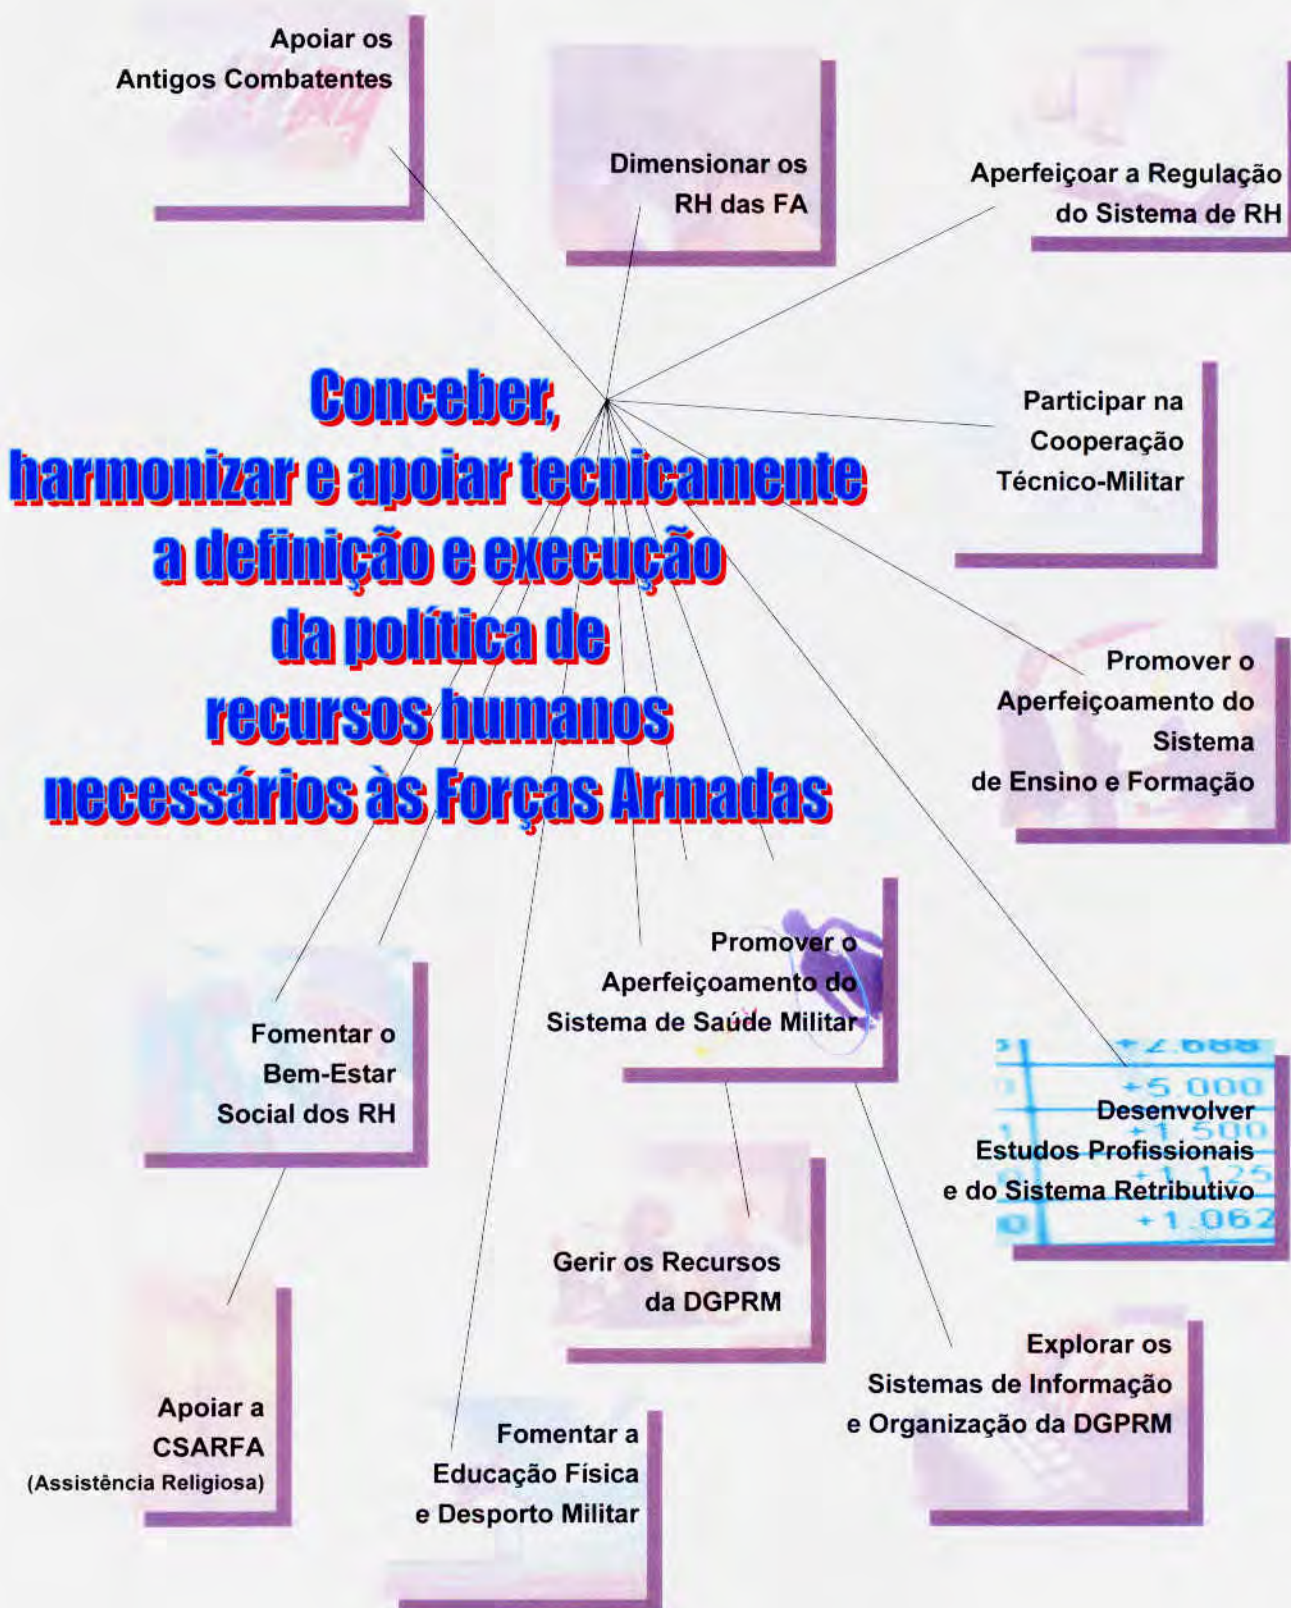 Apoiar os
Antigos Combatentes
Dimensionar os
RH das FA
Aperfeiçoar a Regulação
do Sistema de RH
Conceber,
harmonizar e apoiar tecnicamente
a definição e execução
da política de
recursos humanos
necessários às Forças Armadas
Participar na
Cooperação
Técnico-Militar
Promover o
Aperfeiçoamento do
Sistema
de Ensino e Formação
Promover o
Aperfeiçoamento do
Sistema de Saúde Militar
Fomentar o
Bem-Estar
Social dos RH
+2.688
+5.000
+1.500
+1.125
+1.062
Desenvolver
Estudos Profissionais
e do Sistema Retributivo
Gerir os Recursos
da DGPRM
Explorar os
Sistemas de Informação
e Organização da DGPRM
Apoiar a
CSARFA
(Assistência Religiosa)
Fomentar a
Educação Física
e Desporto Militar